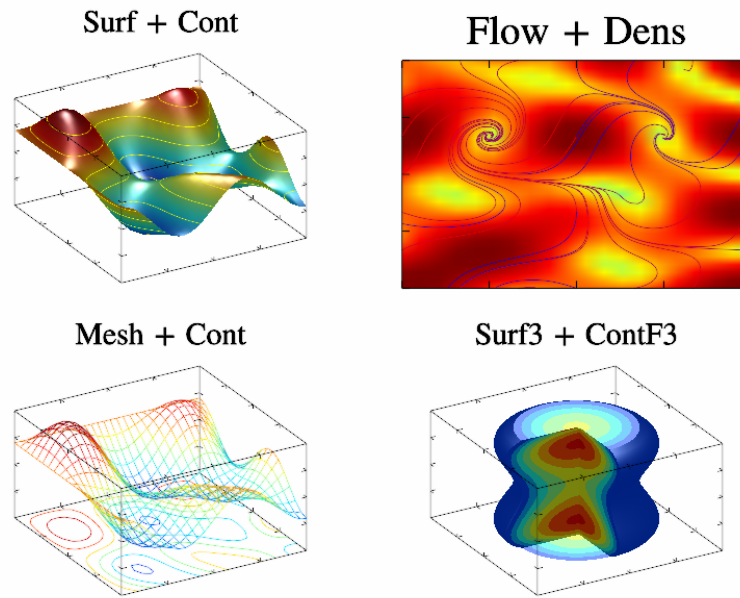 Surf + Cont
Flow + Dens
Mesh + Cont
Surf3 + ContF3